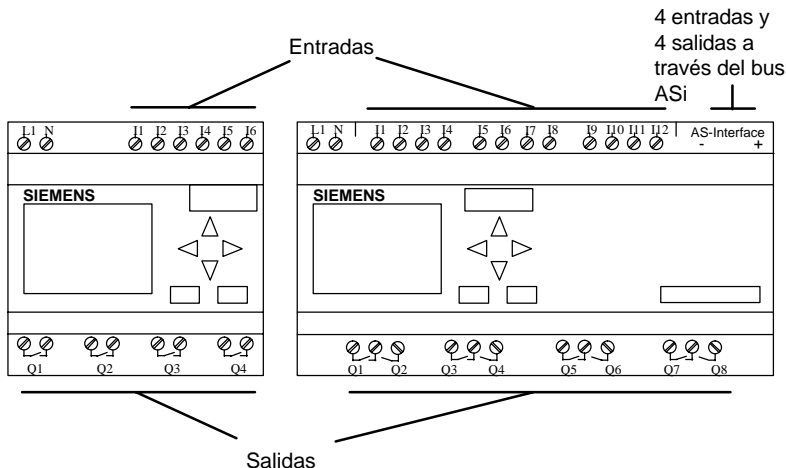 4 entradas y
4 salidas a
través del bus
ASi
Entradas
L1 N I1 I2 I3 I4 I5 I6
L1 N I1 I2 I3 I4 I5 I6 I7 I8 I9 I10 I11 I12 AS-Interface
- +
SIEMENS
SIEMENS
Q1 Q2 Q3 Q4
Q1 Q2 Q3 Q4 Q5 Q6 Q7 Q8
Salidas